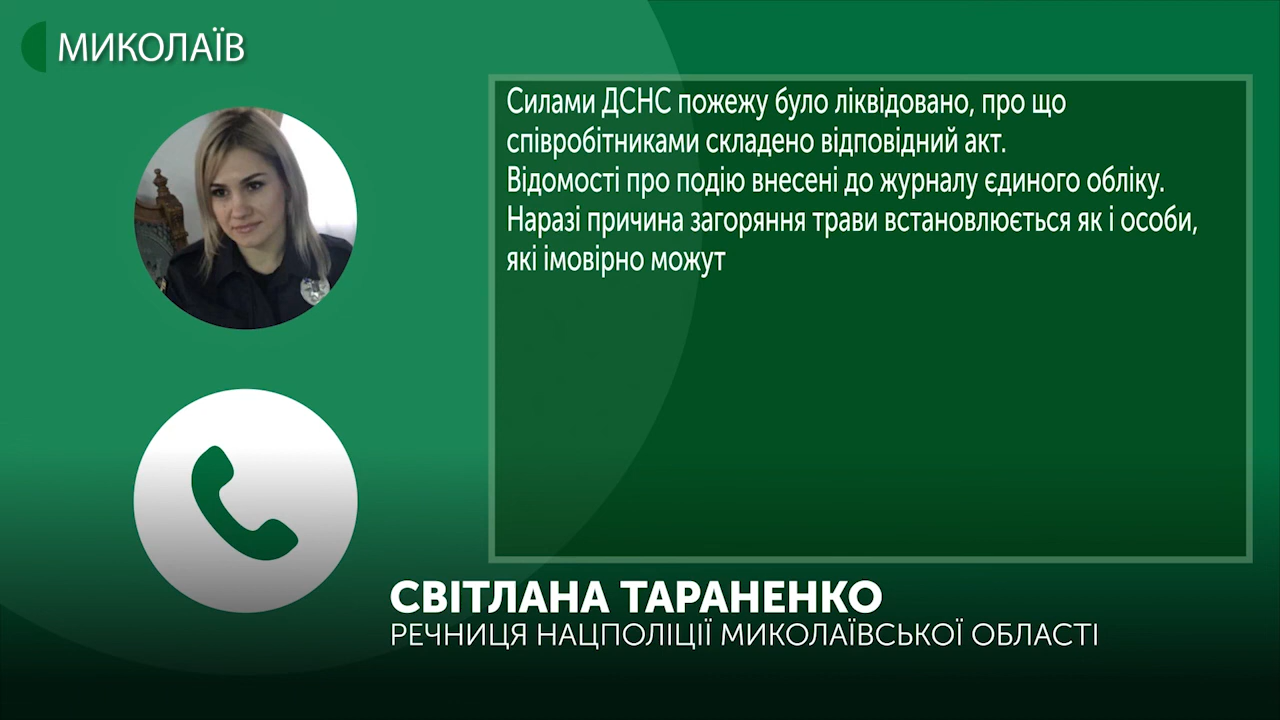 МИКОЛАЇВ
Силами ДСНС пожежу було ліквідовано, про що
співробітниками складено відповідний акт.
Відомості про подію внесені до журналу єдиного обліку.
Наразі причина загоряння трави встановлюється як і особи,
які імовірно можут
СВІТЛАНА ТАРАНЕНКО
РЕЧНИЦЯ НАЦПОЛІЦІЇ МИКОЛАЇВСЬКОЇ ОБЛАСТІ